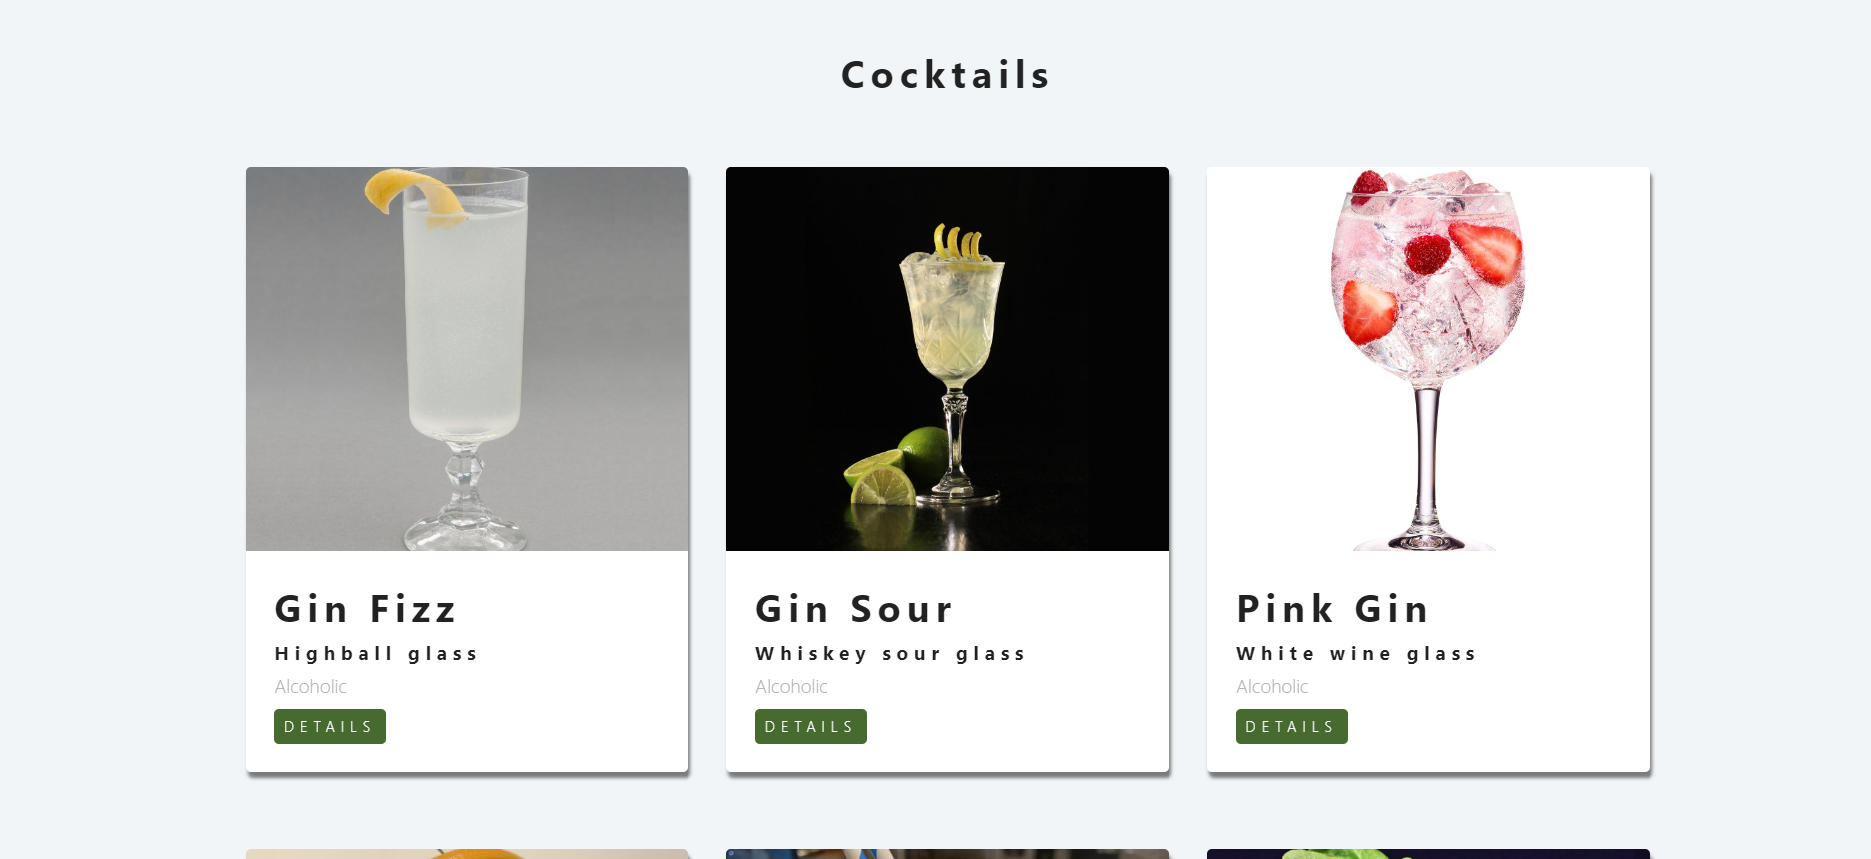 Cocktails
Gin Fizz
Highball glass
Alcoholic
DETAILS
Gin Sour
Whiskey sour glass
Alcoholic
DETAILS
Pink Gin
White wine glass
Alcoholic
DETAILS